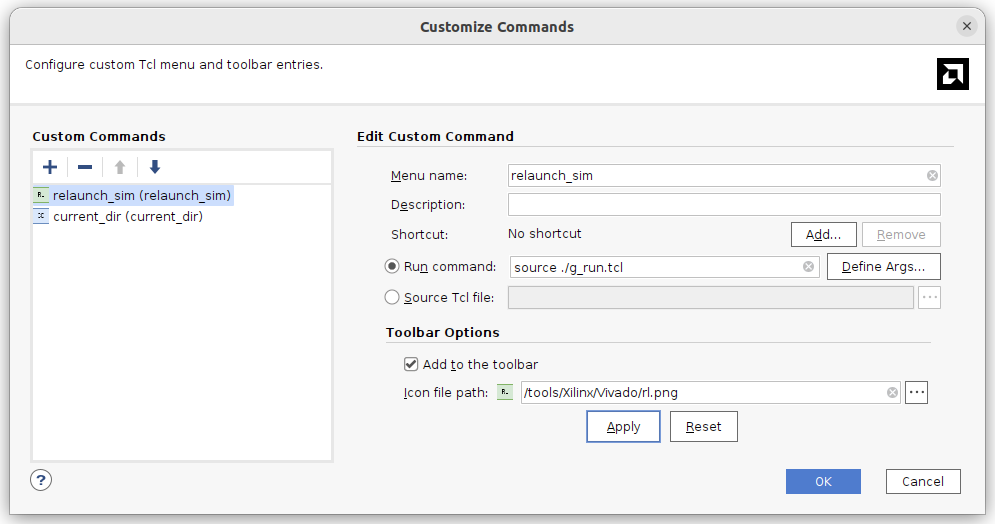 Customize Commands
Configure custom Tcl menu and toolbar entries.
Custom Commands
relaunch_sim (relaunch_sim)
current_dir (current_dir)
Edit Custom Command
Menu name: relaunch_sim
Description:
Shortcut: No shortcut Add... Remove
Run command: source ./g_run.tcl Define Args...
Source Tcl file: ...
Toolbar Options
Add to the toolbar
Icon file path: R. /tools/Xilinx/Vivado/rl.png ...
Apply Reset
? OK Cancel